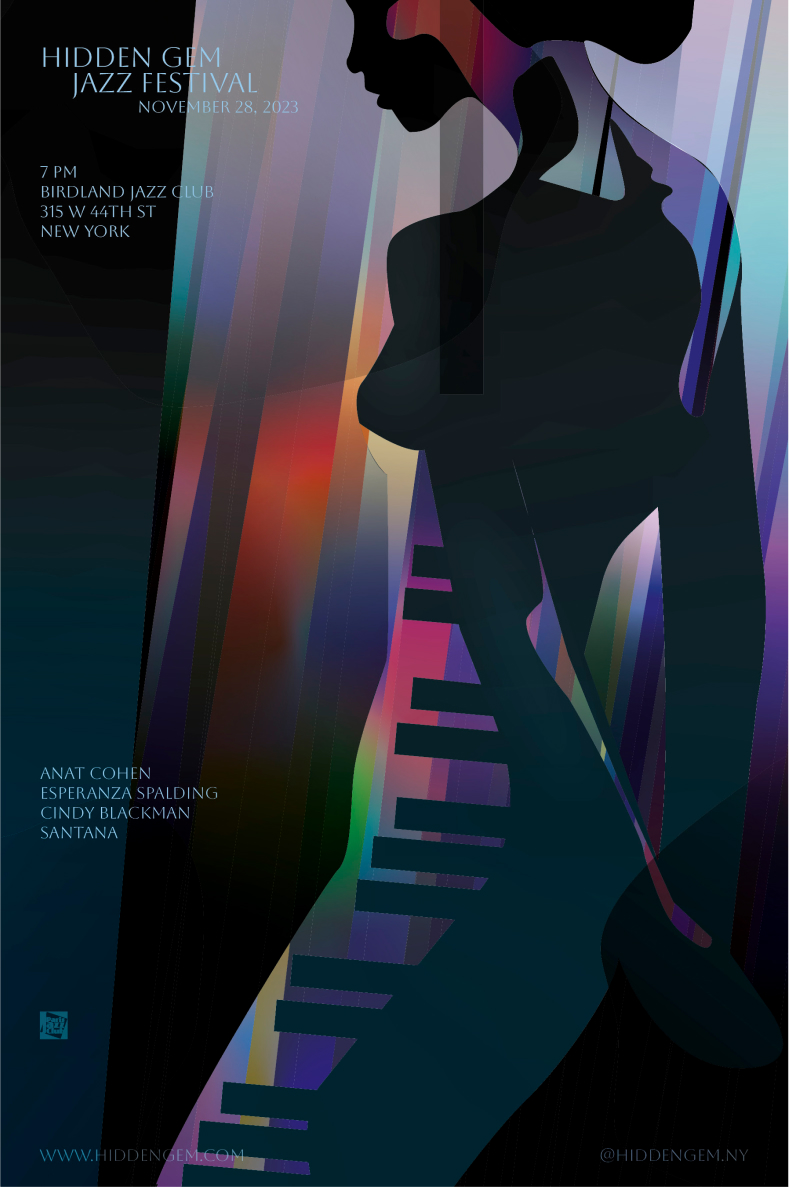 HIDDEN GEM
JAZZ FESTIVAL
NOVEMBER 28, 2023
7 PM
BIRDLAND JAZZ CLUB
315 W 44TH ST
NEW YORK
ANAT COHEN
ESPERANZA SPALDING
CINDY BLACKMAN
SANTANA
WWW.HIDDENGEM.COM
@HIDDENGEM.NY